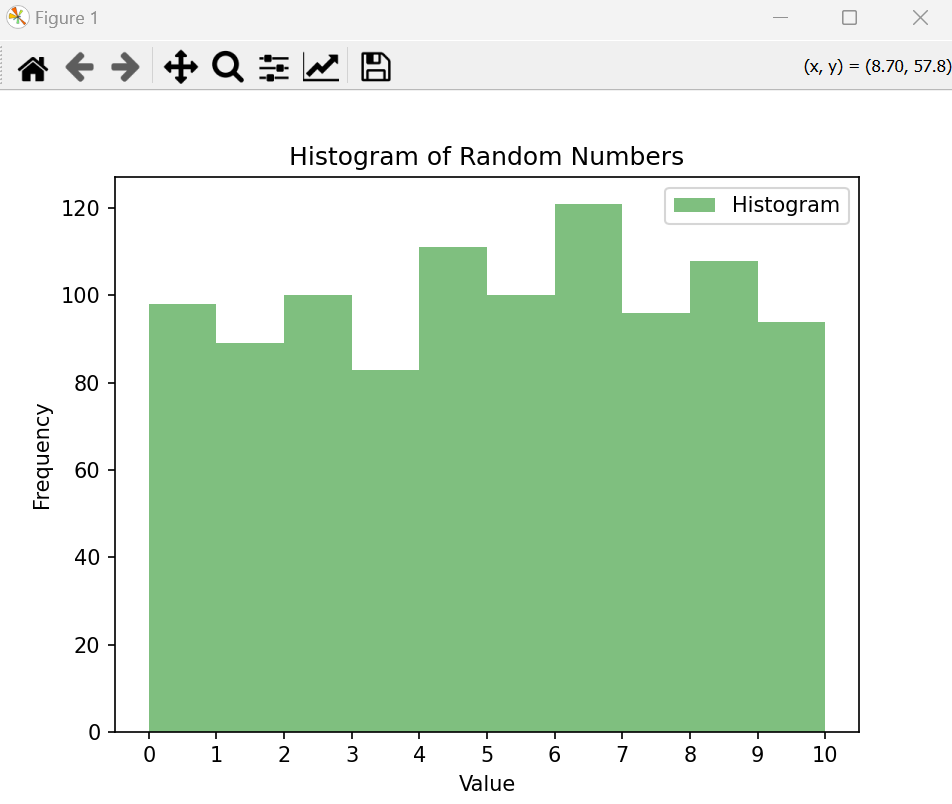 Figure 1
(x, y) = (8.70, 57.8)
Histogram of Random Numbers
Histogram
120
100
80
60
40
20
0
Frequency
0 1 2 3 4 5 6 7 8 9 10
Value